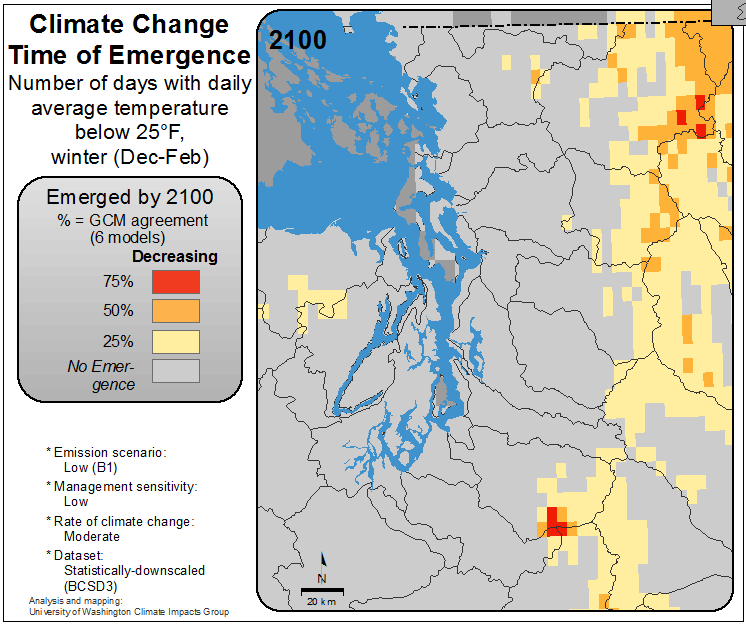 Climate Change
Time of Emergence
Number of days with daily
average temperature
below 25°F,
winter (Dec-Feb)
Emerged by 2100
% = GCM agreement
(6 models)
Decreasing
75%
50%
25%
No Emer-
gence
* Emission scenario:
Low (B1)
* Management sensitivity:
Low
* Rate of climate change:
Moderate
* Dataset:
Statistically-downscaled
(BCSD3)
Analysis and mapping:
University of Washington Climate Impacts Group
2100
N
20 km